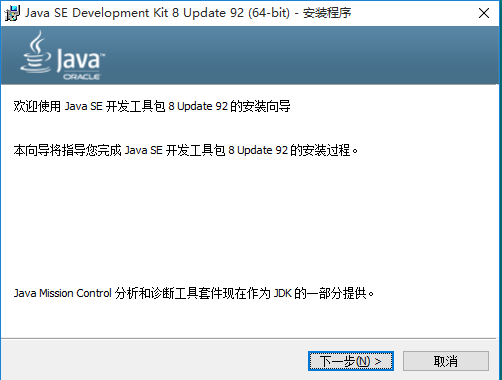 Java SE Development Kit 8 Update 92 (64-bit) - 安装程序
Java™
ORACLE
欢迎使用 Java SE 开发工具包 8 Update 92 的安装向导
本向导将指导您完成 Java SE 开发工具包 8 Update 92 的安装过程。
Java Mission Control 分析和诊断工具套件现在作为 JDK 的一部分提供。
下一步(N) >
取消